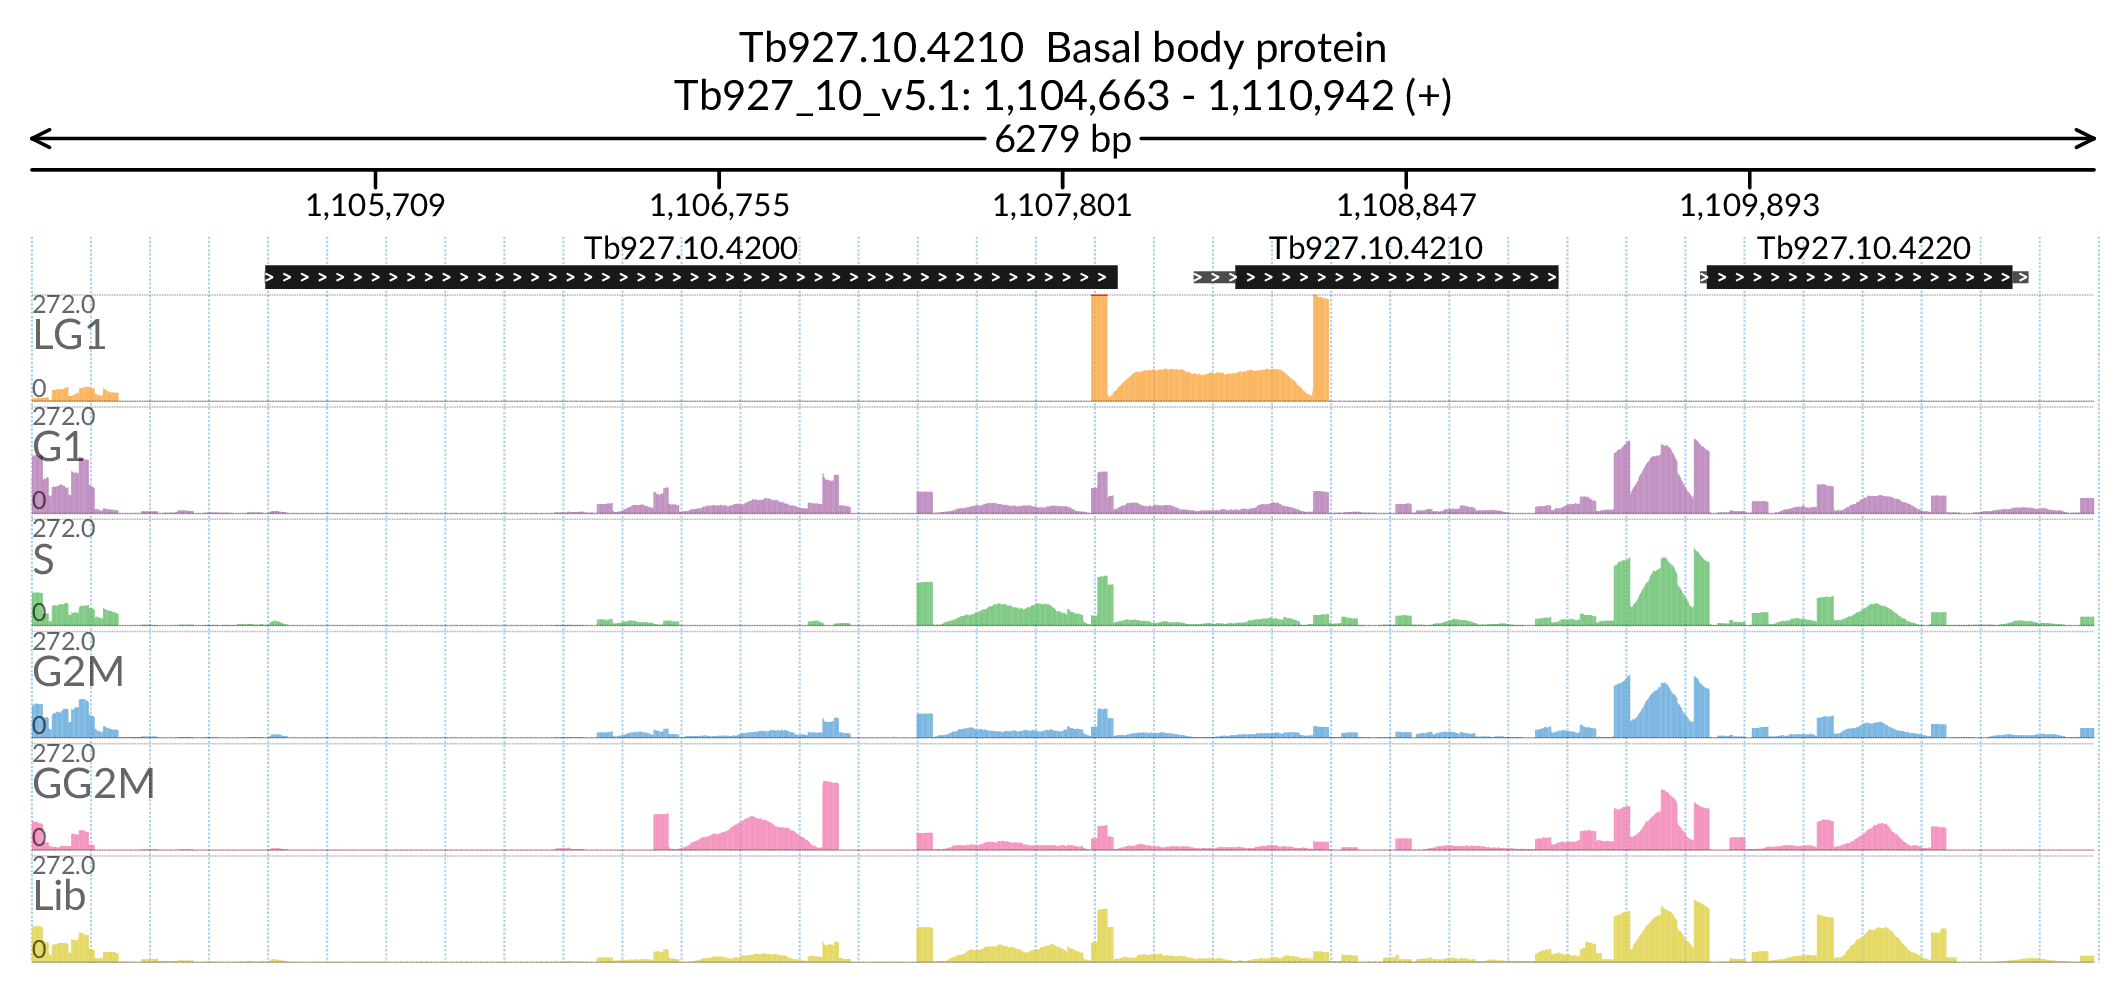 Tb927.10.4210  Basal body protein
Tb927_10_v5.1: 1,104,663 - 1,110,942 (+)
6279 bp
1,105,709 1,106,755 1,107,801 1,108,847 1,109,893
Tb927.10.4200 Tb927.10.4210 Tb927.10.4220
272.0
LG1
0
272.0
G1
0
272.0
S
0
272.0
G2M
0
272.0
GG2M
0
272.0
Lib
0